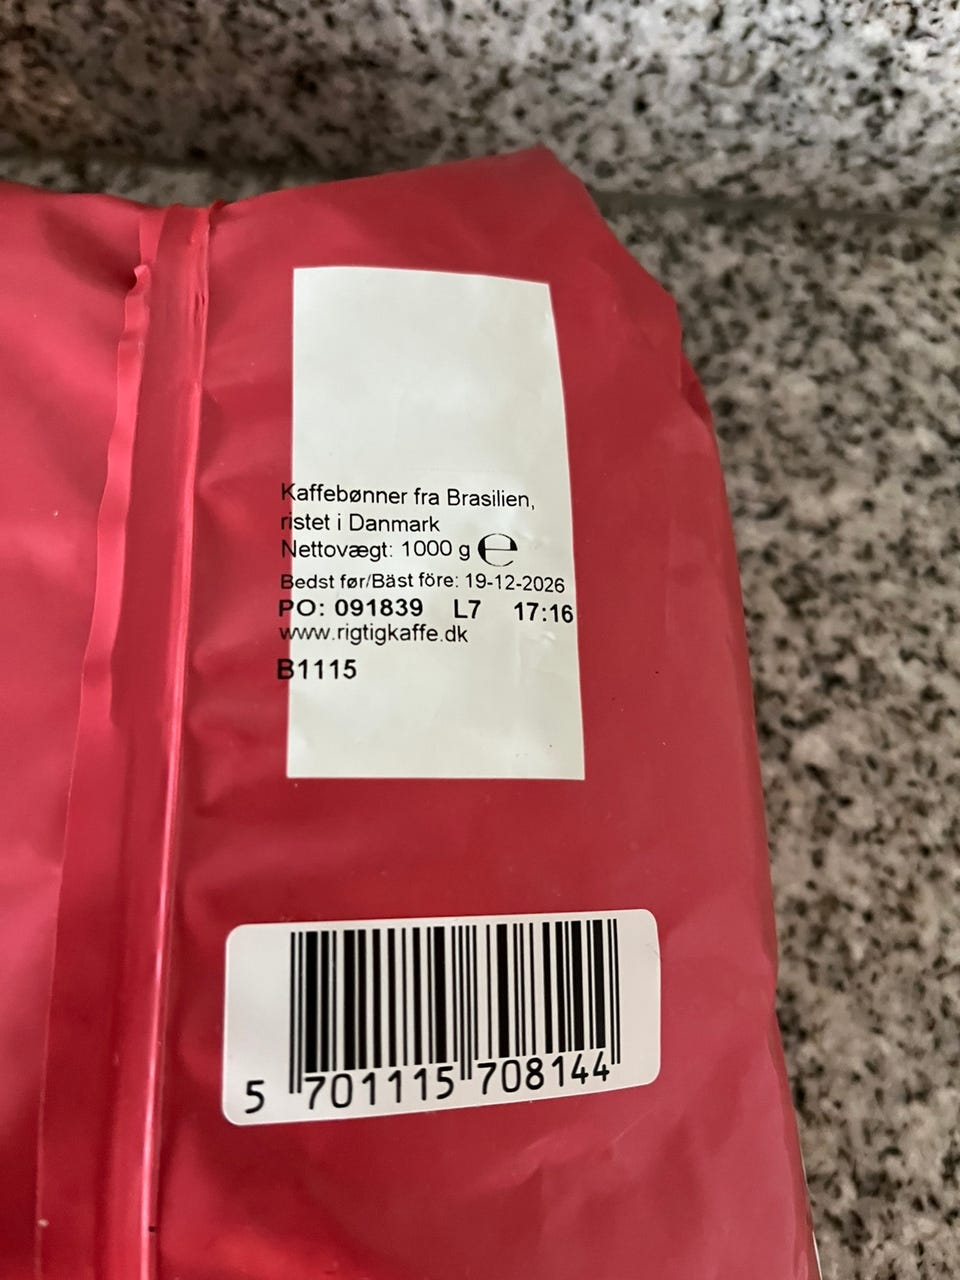 Kaffebønner fra Brasilien,
ristet i Danmark
Nettovægt: 1000 g ℮
Bedst før/Bäst före: 19-12-2026
PO: 091839 L7 17:16
www.rigtigkaffe.dk
B1115
5 701115 708144